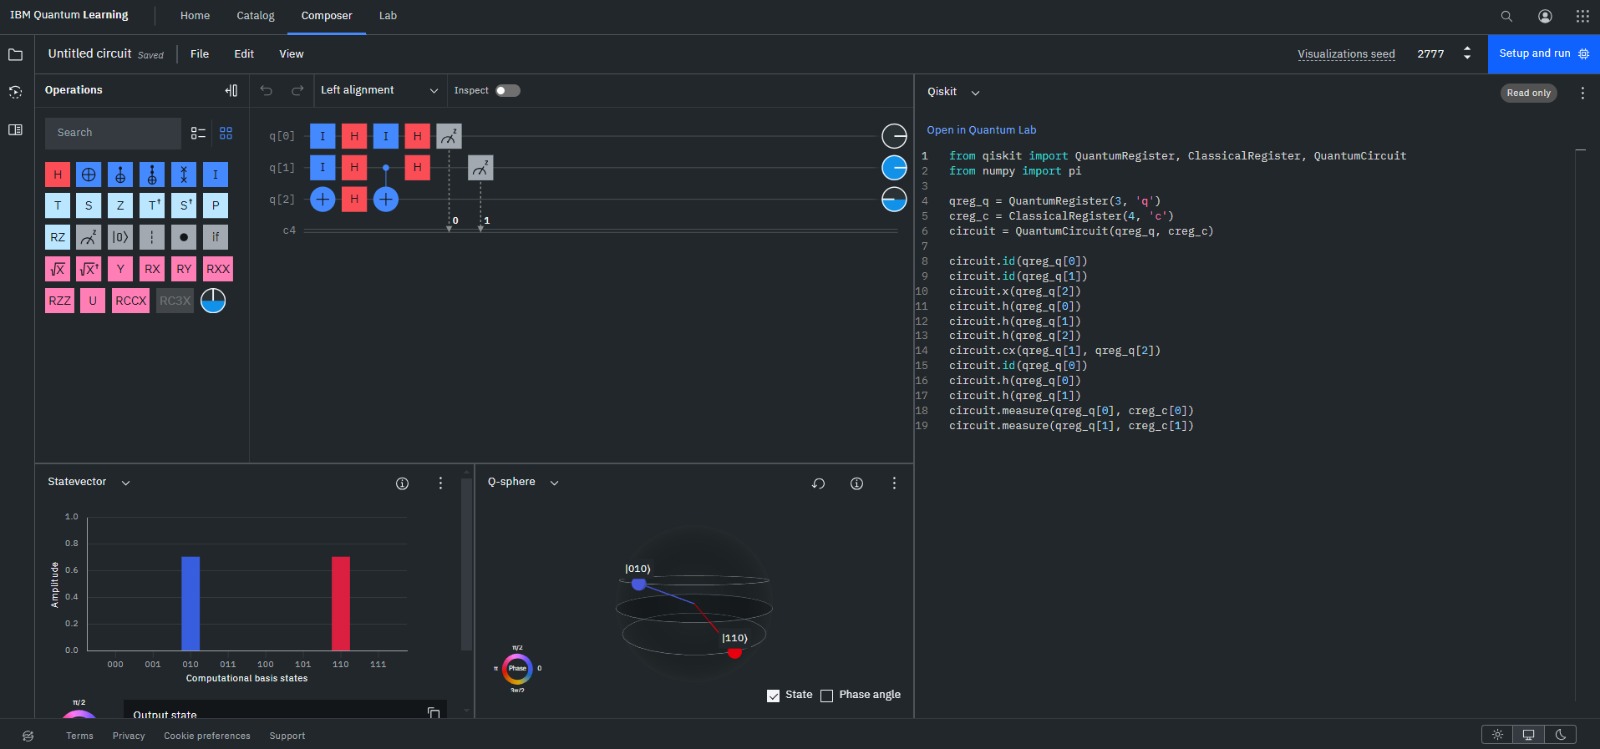 IBM Quantum Learning Home Catalog Composer Lab
Untitled circuit Saved File Edit View Visualizations seed 2777 Setup and run
Operations Left alignment Inspect
Search
H I
T S Z T† S† P
RZ z |0⟩ if
√X √X† Y RX RY RXX
RZZ U RCCX RC3X
q[0] I H I H z
q[1] I H H z
q[2] + H +
0 1
c4
Qiskit Read only
Open in Quantum Lab
1 from qiskit import QuantumRegister, ClassicalRegister, QuantumCircuit
2 from numpy import pi
3
4 qreg_q = QuantumRegister(3, 'q')
5 creg_c = ClassicalRegister(4, 'c')
6 circuit = QuantumCircuit(qreg_q, creg_c)
7
8 circuit.id(qreg_q[0])
9 circuit.id(qreg_q[1])
10 circuit.x(qreg_q[2])
11 circuit.h(qreg_q[0])
12 circuit.h(qreg_q[1])
13 circuit.h(qreg_q[2])
14 circuit.cx(qreg_q[1], qreg_q[2])
15 circuit.id(qreg_q[0])
16 circuit.h(qreg_q[0])
17 circuit.h(qreg_q[1])
18 circuit.measure(qreg_q[0], creg_c[0])
19 circuit.measure(qreg_q[1], creg_c[1])
Statevector
1.0
0.8
0.6
0.4
0.2
0.0
Amplitude
000 001 010 011 100 101 110 111
Computational basis states
π/2
Output state
Q-sphere
|010⟩
|110⟩
π/2
π Phase 0
3π/2
State Phase angle
Terms Privacy Cookie preferences Support